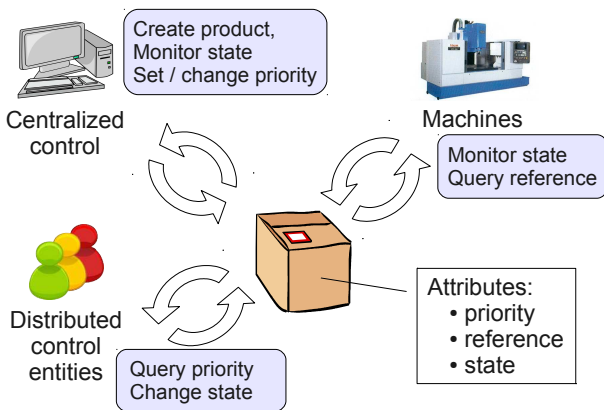 Create product,
Monitor state
Set / change priority
Centralized
control
Machines
Monitor state
Query reference
Distributed
control
entities
Query priority
Change state
Attributes:
• priority
• reference
• state